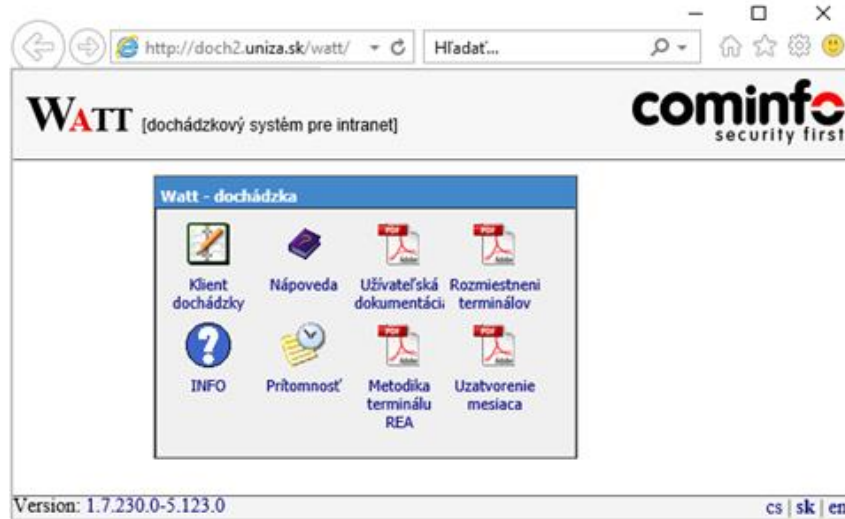 http://doch2.uniza.sk/watt/
Hľadať...
WATT [dochádzkový systém pre intranet]
cominfo
security first
Watt - dochádzka
Klient dochádzky
Nápoveda
Užívateľská dokumentáci
Rozmiestneni terminálov
INFO
Prítomnosť
Metodika terminálu REA
Uzatvorenie mesiaca
Version: 1.7.230.0-5.123.0
cs | sk | en